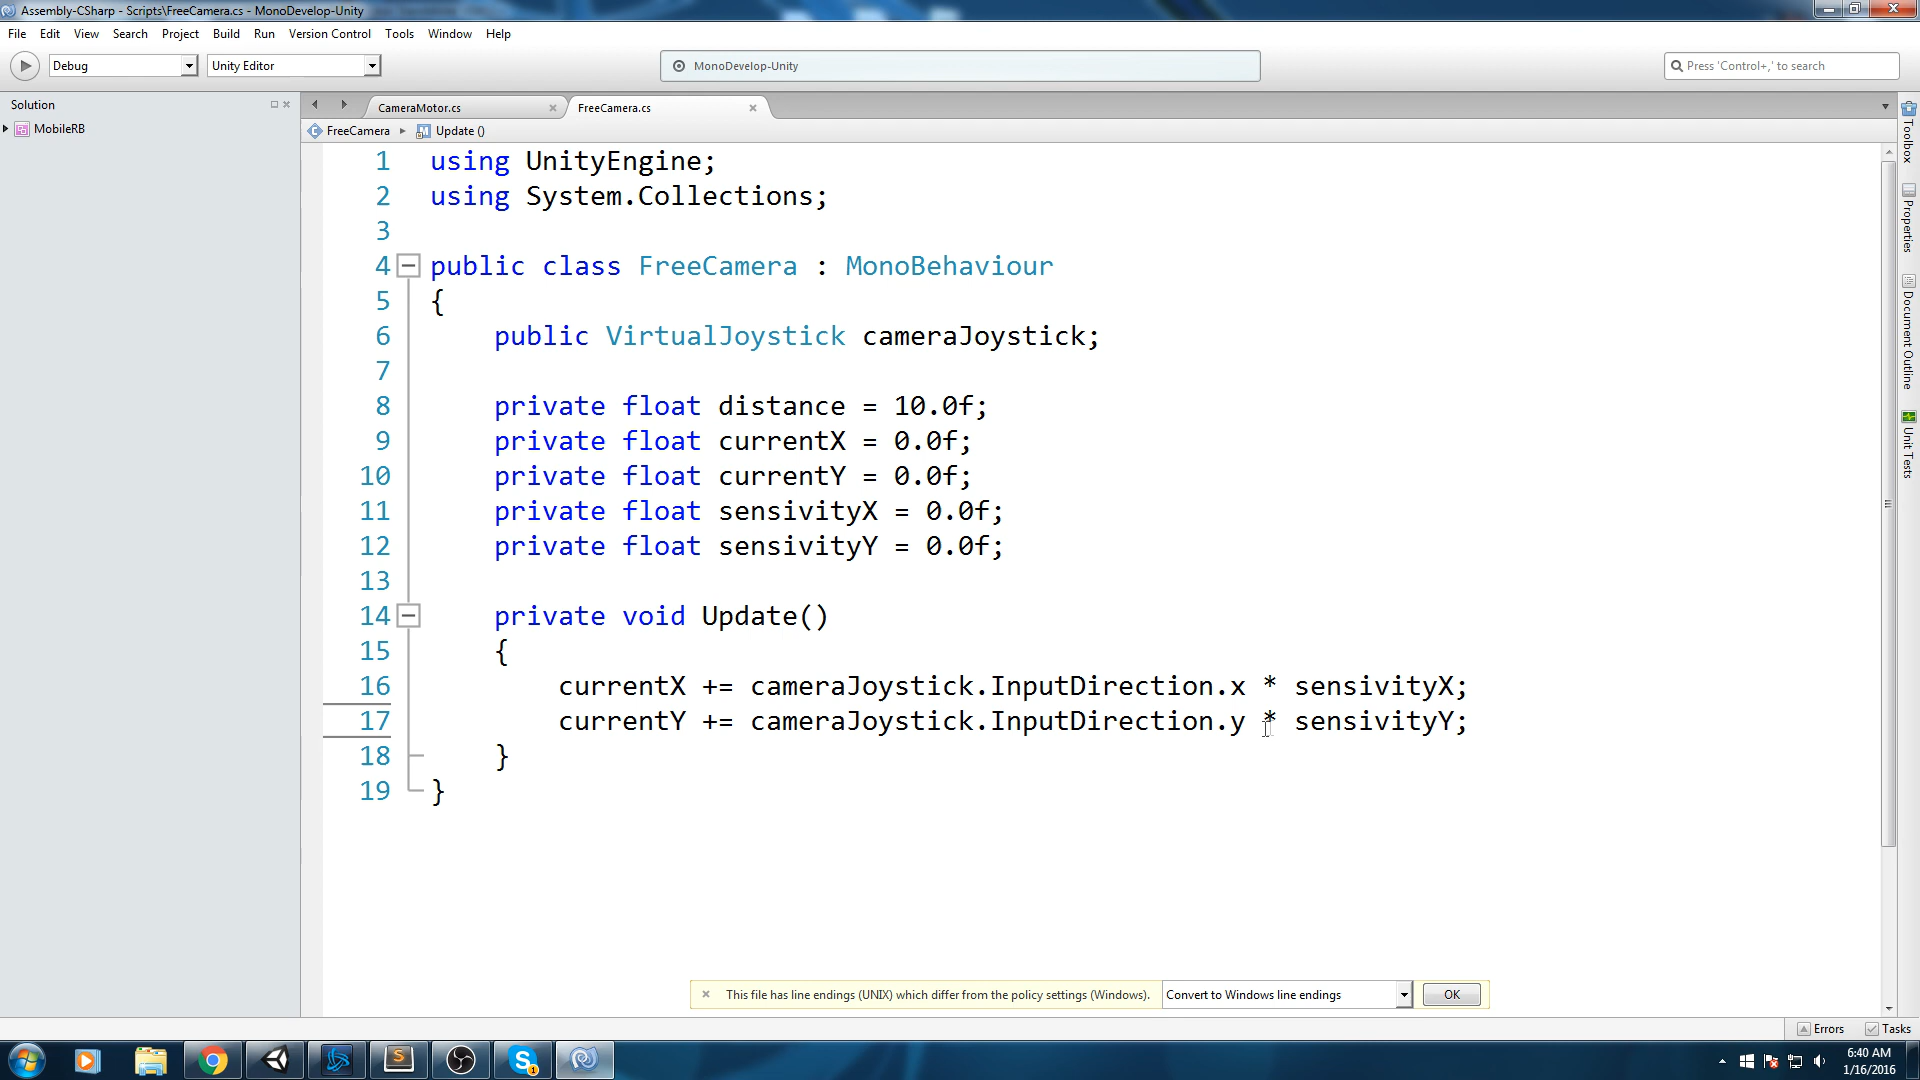 Assembly-CSharp - Scripts\FreeCamera.cs - MonoDevelop-Unity
File Edit View Search Project Build Run Version Control Tools Window Help
Debug Unity Editor MonoDevelop-Unity Press 'Control+,' to search
Solution
MobileRB
CameraMotor.cs FreeCamera.cs
FreeCamera Update ()
1 using UnityEngine;
2 using System.Collections;
3
4 public class FreeCamera : MonoBehaviour
5 {
6 public VirtualJoystick cameraJoystick;
7
8 private float distance = 10.0f;
9 private float currentX = 0.0f;
10 private float currentY = 0.0f;
11 private float sensivityX = 0.0f;
12 private float sensivityY = 0.0f;
13
14 private void Update()
15 {
16 currentX += cameraJoystick.InputDirection.x * sensivityX;
17 currentY += cameraJoystick.InputDirection.y * sensivityY;
18 }
19 }
Toolbox
Properties
Document Outline
Unit Tests
This file has line endings (UNIX) which differ from the policy settings (Windows). Convert to Windows line endings OK
Errors Tasks
S
S
1
6:40 AM
1/16/2016